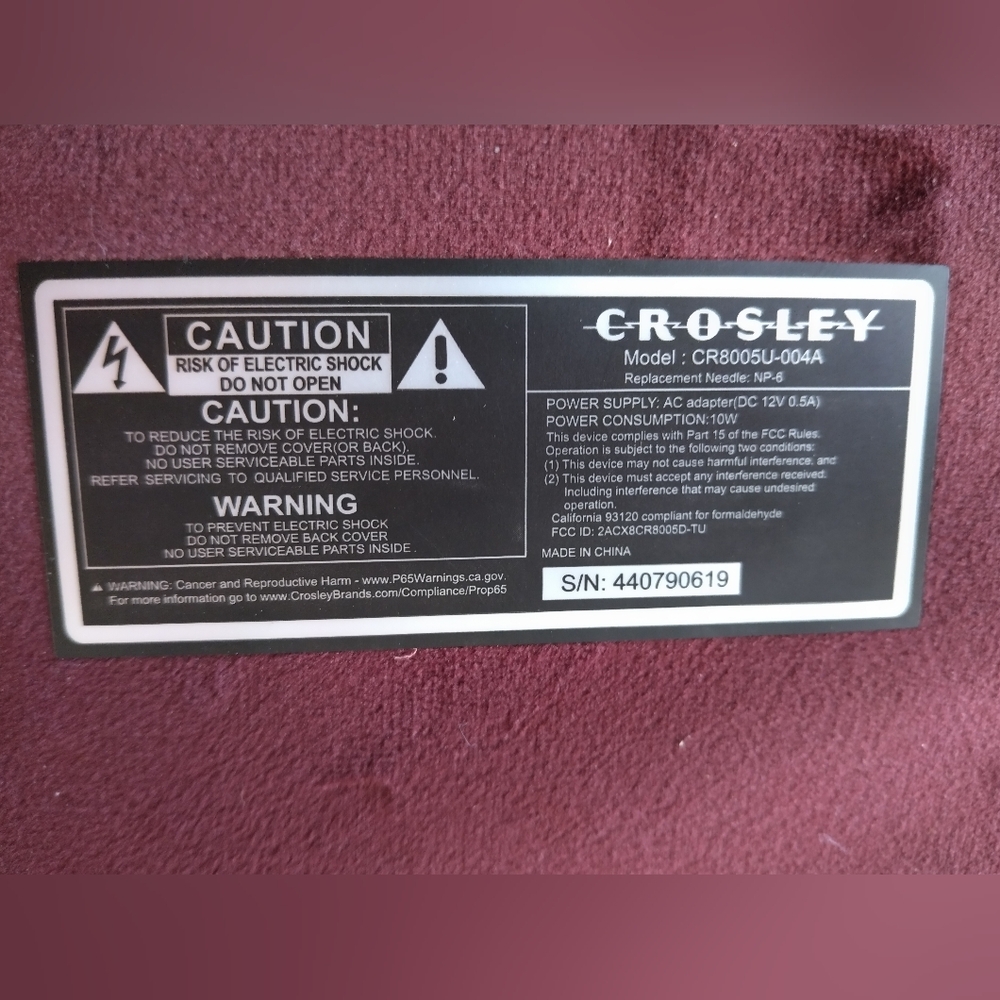 CAUTION
RISK OF ELECTRIC SHOCK
DO NOT OPEN
CAUTION:
TO REDUCE THE RISK OF ELECTRIC SHOCK.
DO NOT REMOVE COVER(OR BACK).
NO USER SERVICEABLE PARTS INSIDE.
REFER SERVICING TO QUALIFIED SERVICE PERSONNEL.
WARNING
TO PREVENT ELECTRIC SHOCK
DO NOT REMOVE BACK COVER
NO USER SERVICEABLE PARTS INSIDE.
WARNING: Cancer and Reproductive Harm - www.P65Warnings.ca.gov.
For more information go to www.CrosleyBrands.com/Compliance/Prop65
CROSLEY
Model : CR8005U-004A
Replacement Needle: NP-6
POWER SUPPLY: AC adapter(DC 12V 0.5A)
POWER CONSUMPTION:10W
This device complies with Part 15 of the FCC Rules.
Operation is subject to the following two conditions:
(1) This device may not cause harmful interference. and
(2) This device must accept any interference received.
Including interference that may cause undesired
operation.
California 93120 compliant for formaldehyde
FCC ID: 2ACX8CR8005D-TU
MADE IN CHINA
S/N: 440790619